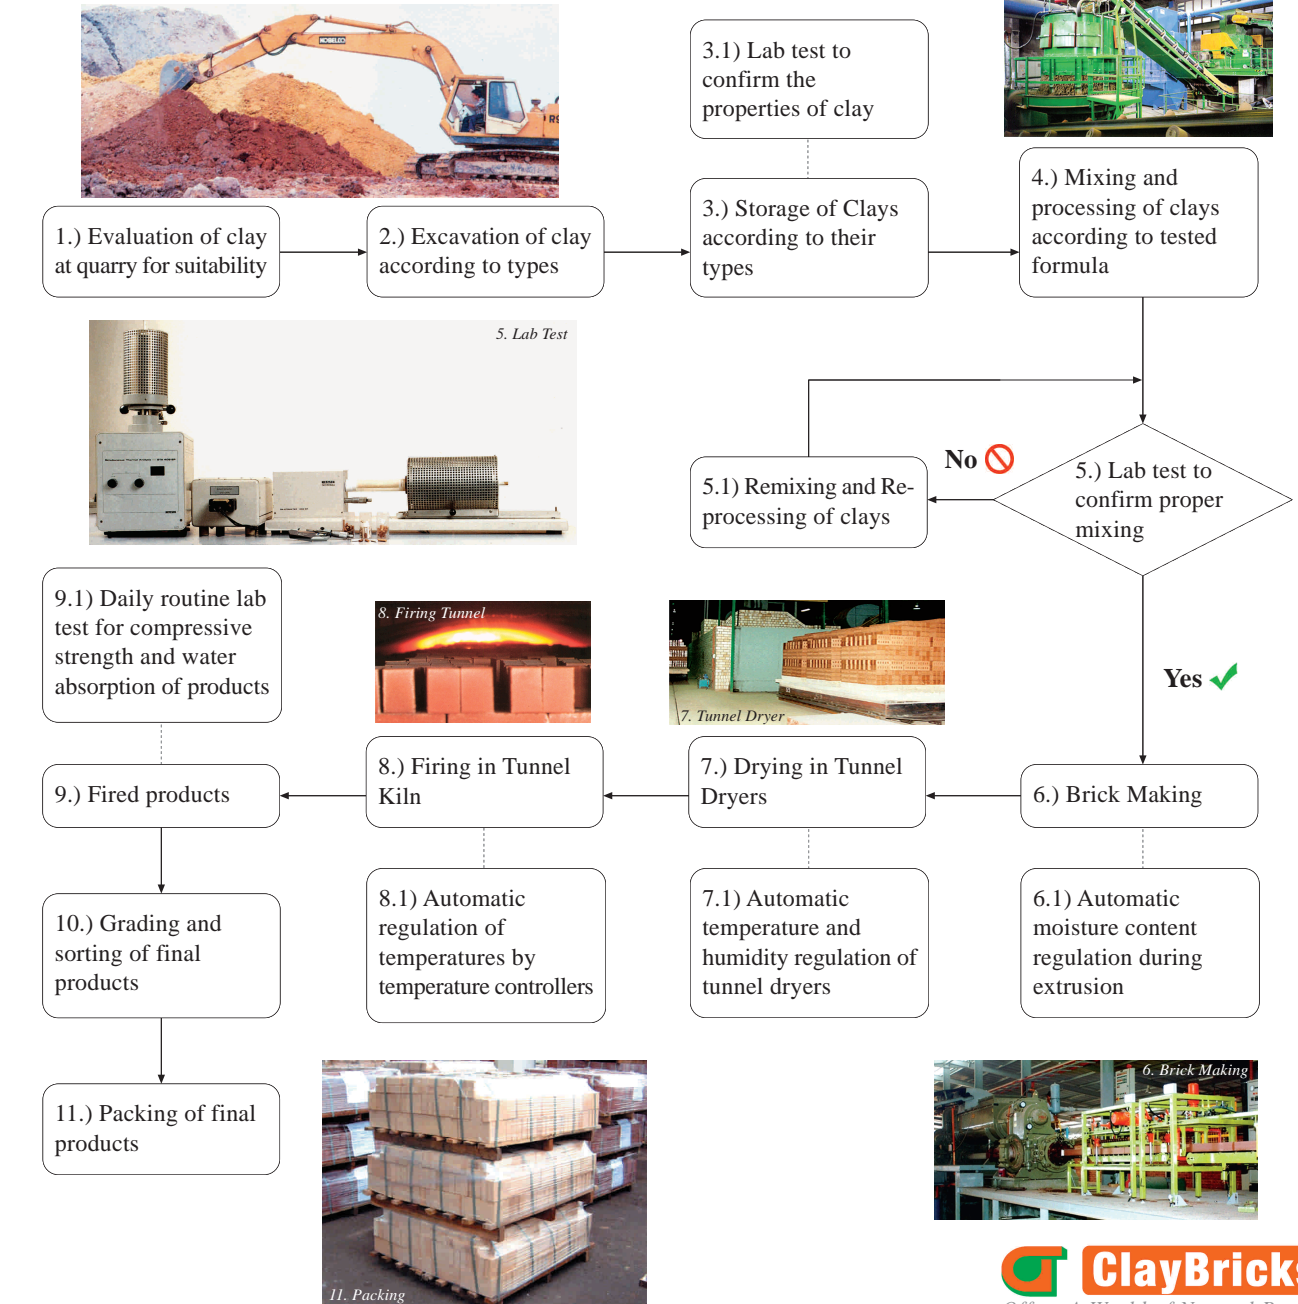 KOBELCO
3.1) Lab test to
confirm the
properties of clay
1.) Evaluation of clay
at quarry for suitability
2.) Excavation of clay
according to types
3.) Storage of Clays
according to their
types
4.) Mixing and
processing of clays
according to tested
formula
5. Lab Test
No
5.1) Remixing and Re-
processing of clays
5.) Lab test to
confirm proper
mixing
Yes
9.1) Daily routine lab
test for compressive
strength and water
absorption of products
8. Firing Tunnel
7. Tunnel Dryer
9.) Fired products
8.) Firing in Tunnel
Kiln
7.) Drying in Tunnel
Dryers
6.) Brick Making
10.) Grading and
sorting of final
products
8.1) Automatic
regulation of
temperatures by
temperature controllers
7.1) Automatic
temperature and
humidity regulation of
tunnel dryers
6.1) Automatic
moisture content
regulation during
extrusion
11.) Packing of final
products
11. Packing
6. Brick Making
ClayBricks